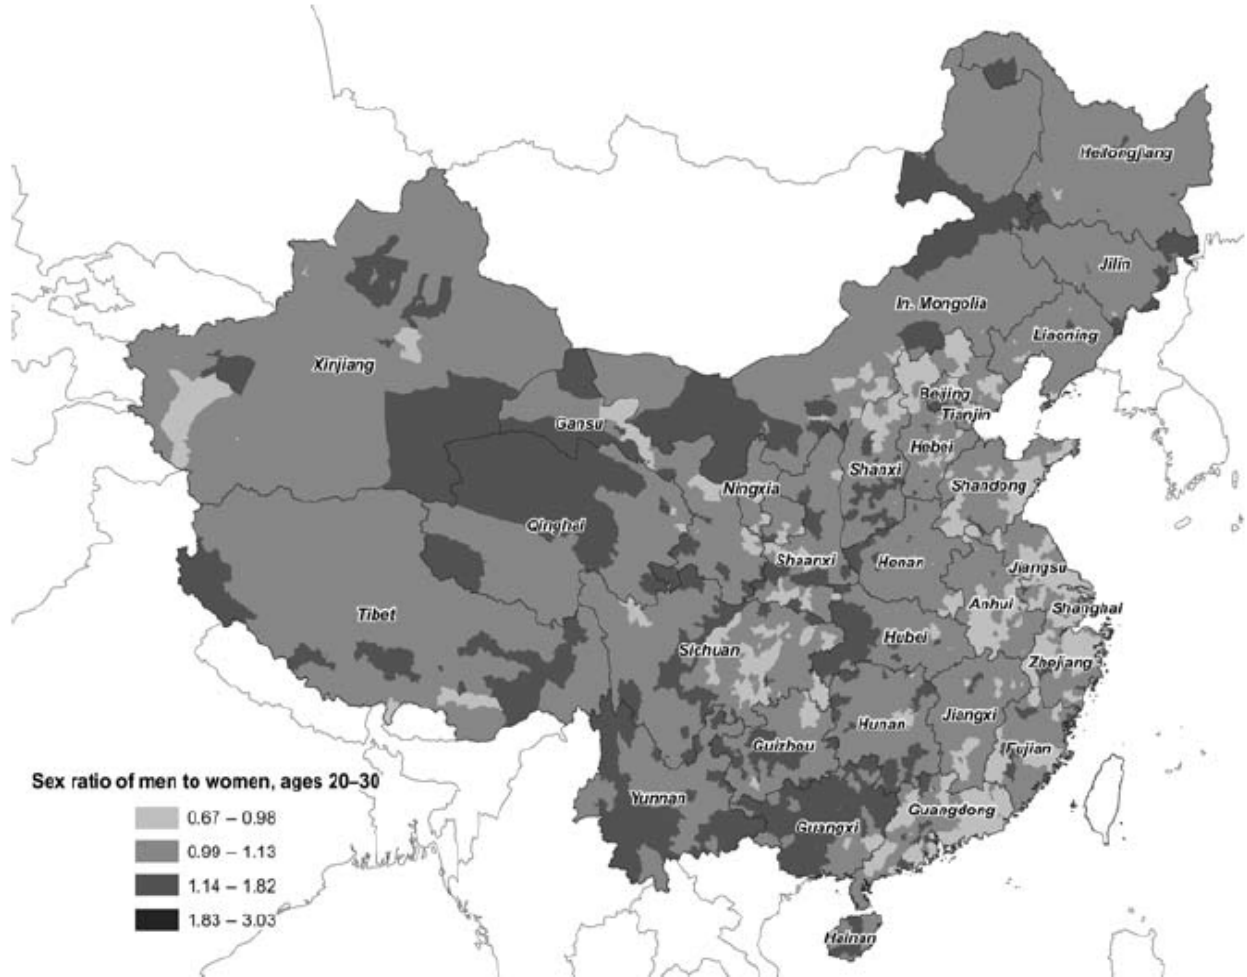 Heilongjiang
Jilin
In. Mongolia
Liaoning
Xinjiang
Beijing
Tianjin
Gansu
Hebei
Shanxi
Ningxia
Shandong
Qinghai
Shaanxi
Henan
Jiangsu
Anhui
Shanghai
Tibet
Hubei
Sichuan
Zhejiang
Jiangxi
Hunan
Guizhou
Fujian
Sex ratio of men to women, ages 20–30
0.67 – 0.98
0.99 – 1.13
1.14 – 1.82
1.83 – 3.03
Yunnan
Guangdong
Guangxi
Hainan